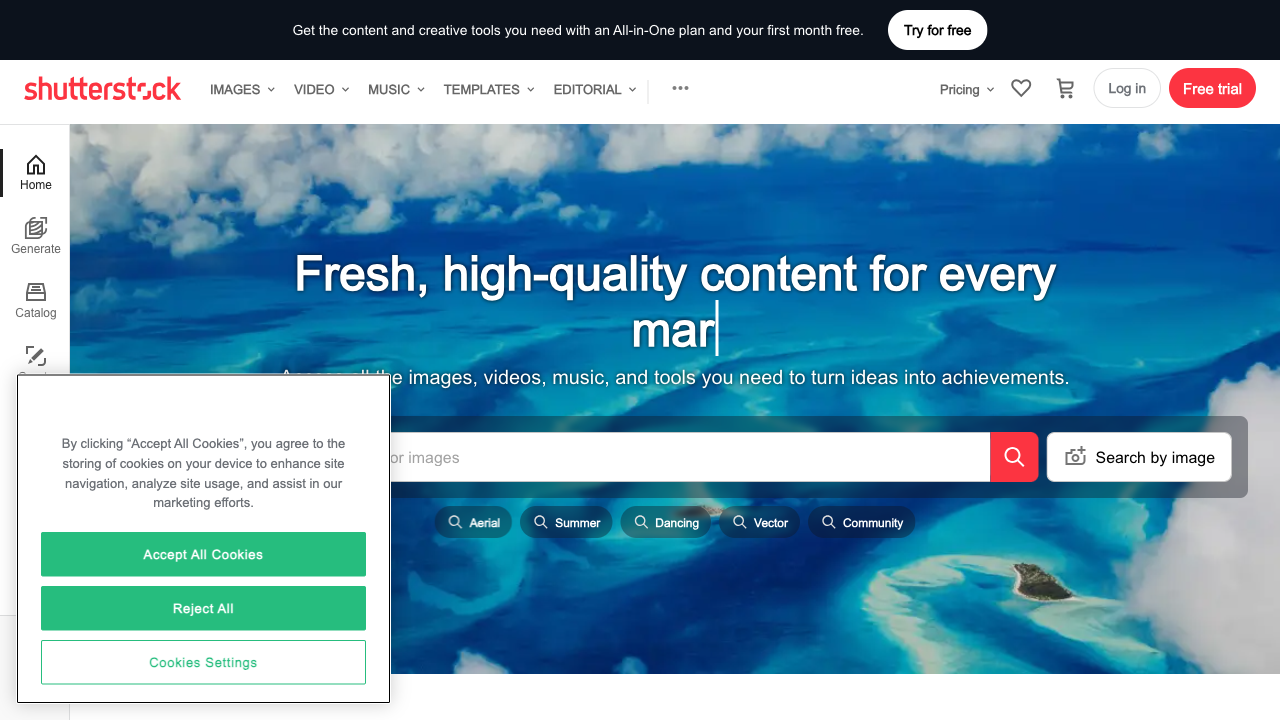 Get the content and creative tools you need with an All-in-One plan and your first month free.
Try for free
shutterstock
IMAGES
VIDEO
MUSIC
TEMPLATES
EDITORIAL
Pricing
Log in
Free trial
Home
Generate
Catalog
Fresh, high-quality content for every
mar
all the images, videos, music, and tools you need to turn ideas into achievements.
or images
Search by image
Aerial
Summer
Dancing
Vector
Community
By clicking “Accept All Cookies”, you agree to the
storing of cookies on your device to enhance site
navigation, analyze site usage, and assist in our
marketing efforts.
Accept All Cookies
Reject All
Cookies Settings